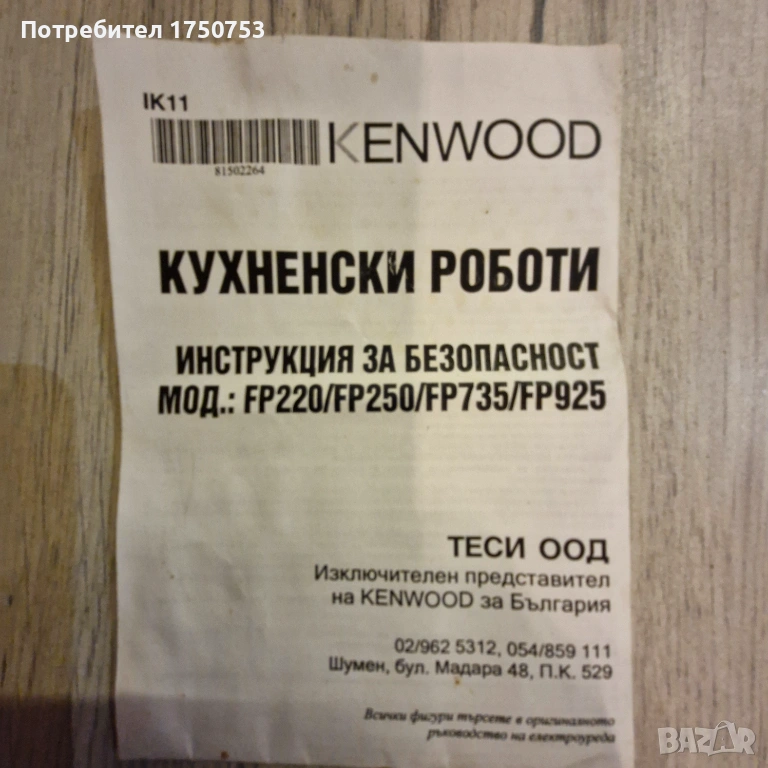 Потребител 1750753
IK11
KENWOOD
81502264
КУХНЕНСКИ РОБОТИ
ИНСТРУКЦИЯ ЗА БЕЗОПАСНОСТ
МОД.: FP220/FP250/FP735/FP925
ТЕСИ ООД
Изключителен представител
на KENWOOD за България
02/962 5312, 054/859 111
Шумен, бул. Мадара 48, П.К. 529
Всички фигури търсете в оригиналното
ръководство на електроуреда
BAZAR